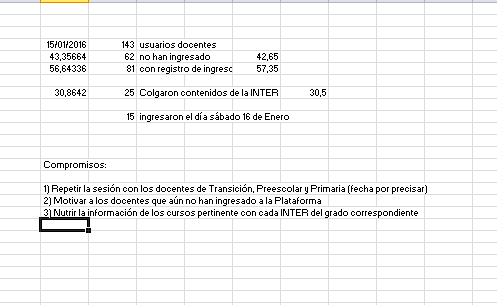 15/01/2016 143 usuarios docentes
43,35664 62 no han ingresado 42,65
56,64336 81 con registro de ingresc 57,35
30,8642 25 Colgaron contenidos de la INTER 30,5
15 ingresaron el día sábado 16 de Enero
Compromisos:
1) Repetir la sesión con los docentes de Transición, Preescolar y Primaria (fecha por precisar)
2) Motivar a los docentes que aún no han ingresado a la Plataforma
3) Nutrir la información de los cursos pertinente con cada INTER del grado correspondiente